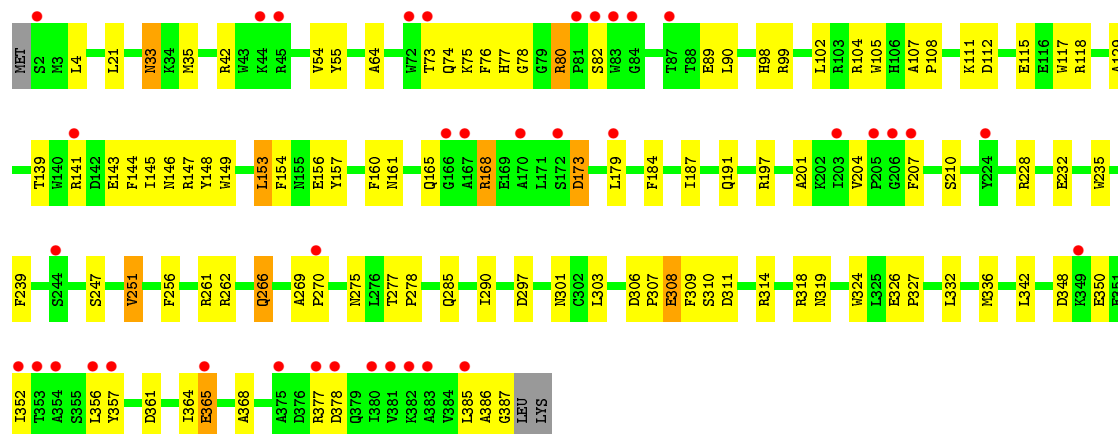 MET S2 M3 L4 L21 N33 K34 M35 R42 W43 K44 R45 V54 Y55 A64 W72 T73 Q74 K75 F76 H77 G78 G79 R80 P81 S82 W83 G84 T87 T88 E89 L90 H98 R99 L102 R103 R104 W105 H106 A107 P108 K111 D112 E115 E116 W117 R118
T139 W140 R141 D142 E143 F144 I145 N146 R147 Y148 W149 L153 F154 N155 E156 Y157 F160 N161 Q165 G166 A167 R168 E169 A170 L171 S172 D173 L179 F184 I187 Q191 R197 A201 K202 I203 V204 P205 G206 F207 S210 Y224 R228 E232 W235
F239 S244 S247 V251 F256 R261 R262 Q266 A269 P270 N275 L276 T277 P278 Q285 I290 D297 N301 C302 L303 D306 P307 E308 F309 S310 D311 R314 R318 N319 W324 L325 E326 P327 L332 M336 L342 D348 K349 E350
I352 T353 A354 S355 L356 Y357 D361 I364 E365 A368 A375 D376 R377 D378 Q379 I380 V381 K382 A383 V384 L385 A386 G387 LEU LYS